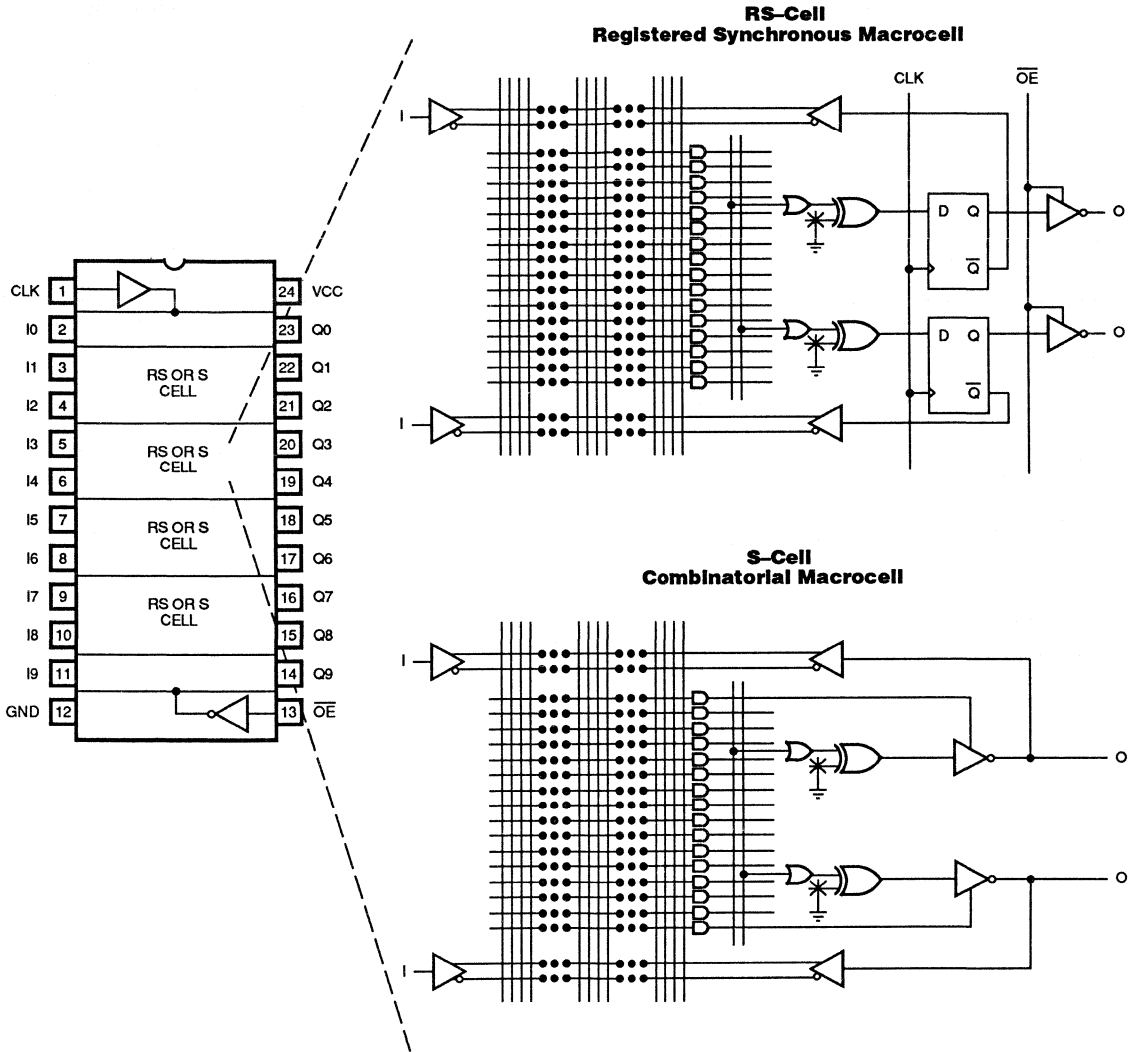 RS–Cell
Registered Synchronous Macrocell
CLK
OE
I
D Q
O
Q
D Q
O
Q
I
CLK 1
24 VCC
I0 2
23 Q0
I1 3
22 Q1
RS OR S
CELL
I2 4
21 Q2
I3 5
20 Q3
RS OR S
CELL
I4 6
19 Q4
I5 7
18 Q5
RS OR S
CELL
I6 8
17 Q6
I7 9
16 Q7
RS OR S
CELL
I8 10
15 Q8
I9 11
14 Q9
GND 12
13 OE
S–Cell
Combinatorial Macrocell
I
O
O
I